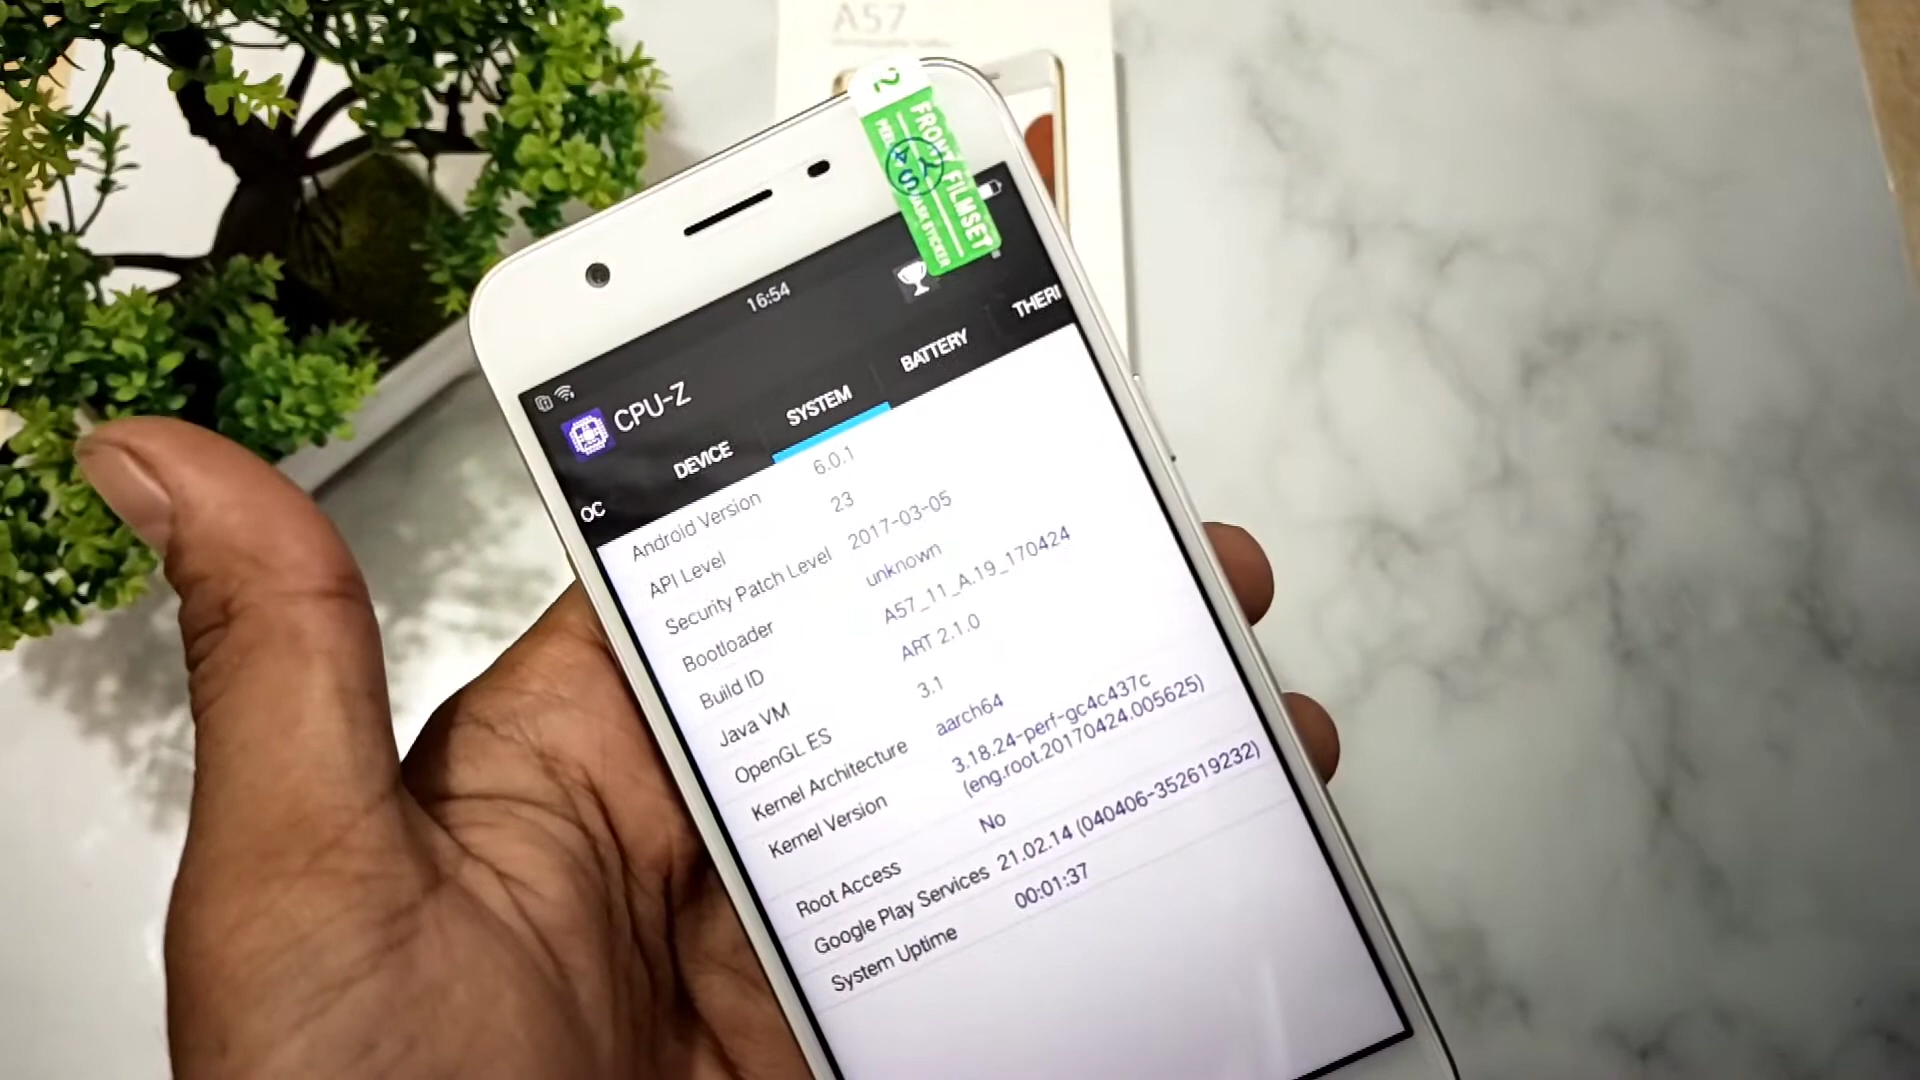 A57
2
FRONT FILMSET
16:54
CPU-Z
OC
DEVICE
SYSTEM
BATTERY
THER
Android Version 6.0.1
API Level 23
Security Patch Level 2017-03-05
Bootloader unknown
Build ID A57_11_A.19_170424
Java VM ART 2.1.0
OpenGL ES 3.1
Kernel Architecture aarch64
Kernel Version 3.18.24-perf-gc4c437c
(eng.root.20170424.005625)
Root Access No
Google Play Services 21.02.14 (040406-352619232)
System Uptime 00:01:37